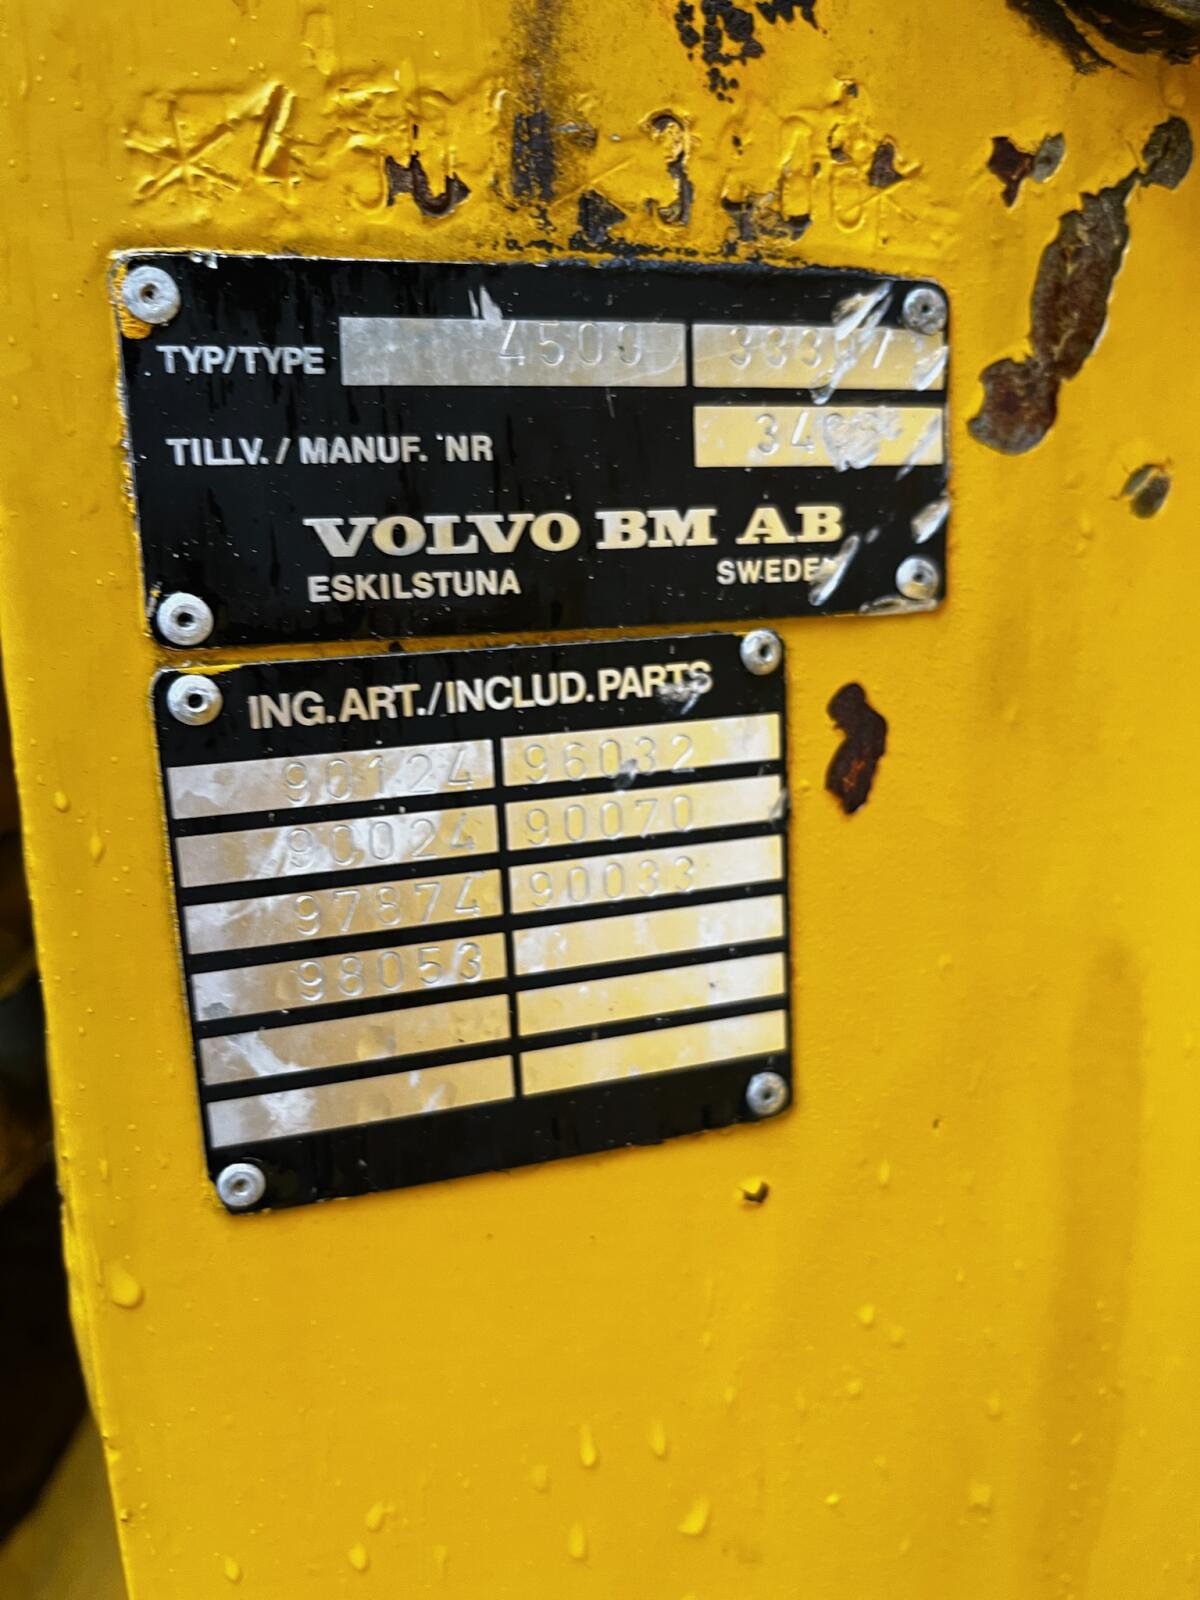 TYP/TYPE 4500
TILLV./MANUF. NR
VOLVO BM AB
ESKILSTUNA SWEDEN
ING.ART./INCLUD.PARTS
90124 96032
90024 90070
97874 90033
98053